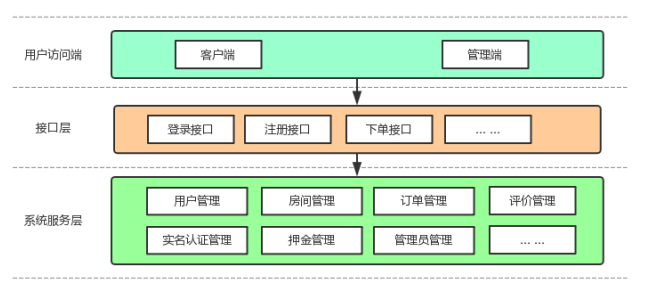 用户访问端
客户端
管理端
接口层
登录接口
注册接口
下单接口
... ...
系统服务层
用户管理
房间管理
订单管理
评价管理
实名认证管理
押金管理
管理员管理
... ...